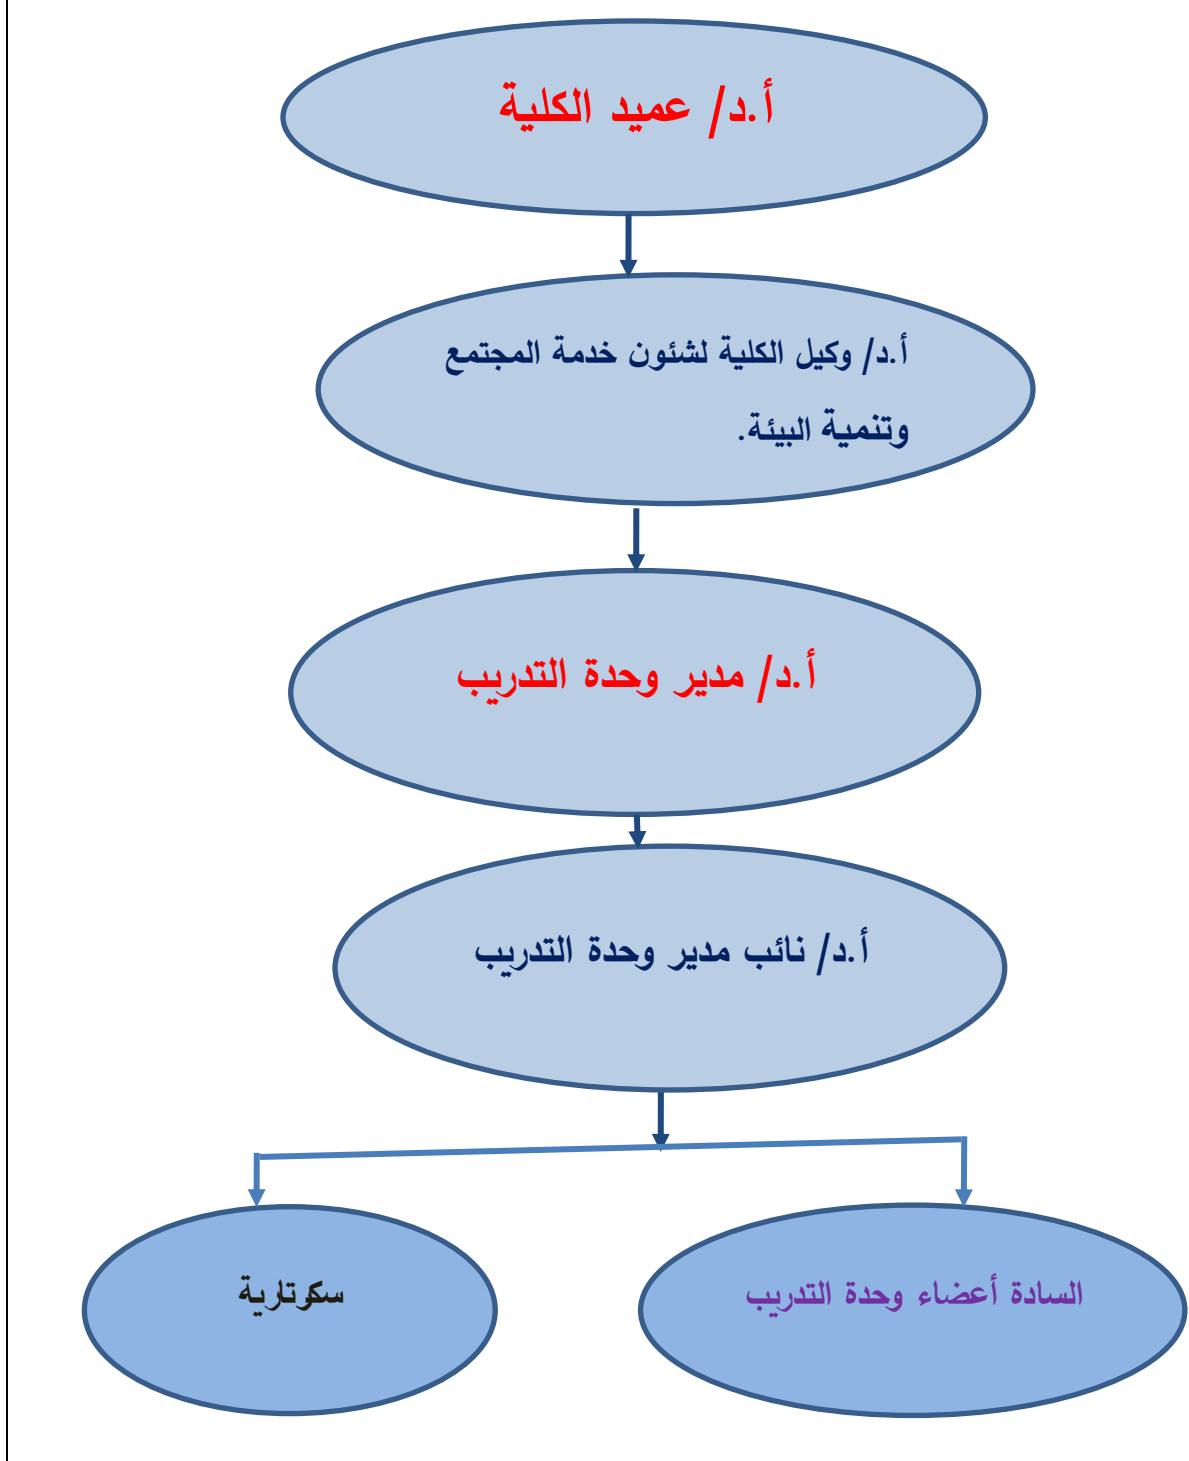 أ.د/ عميد الكلية
أ.د/ وكيل الكلية لشئون خدمة المجتمع
وتنمية البيئة.
أ.د/ مدير وحدة التدريب
أ.د/ نائب مدير وحدة التدريب
السادة أعضاء وحدة التدريب
سكوتارية